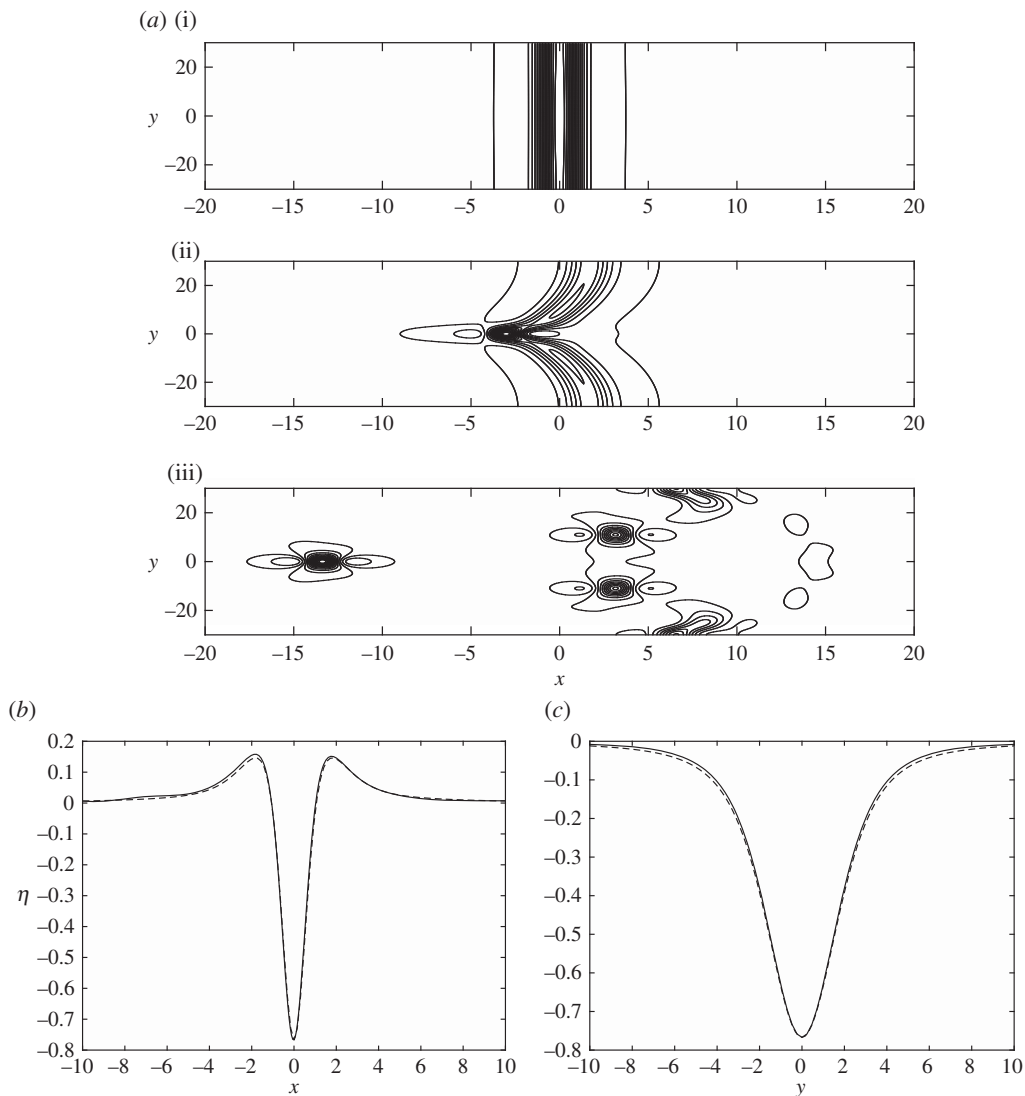 (a) (i)
20
y 0
–20
–20 –15 –10 –5 0 5 10 15 20
(ii)
20
y 0
–20
–20 –15 –10 –5 0 5 10 15 20
(iii)
20
y 0
–20
–20 –15 –10 –5 0 5 10 15 20
x
(b)
0.2
0.1
0
–0.1
–0.2
–0.3
η
–0.4
–0.5
–0.6
–0.7
–0.8
–10 –8 –6 –4 –2 0 2 4 6 8 10
x
(c)
0
–0.1
–0.2
–0.3
–0.4
–0.5
–0.6
–0.7
–0.8
–10 –8 –6 –4 –2 0 2 4 6 8 10
y